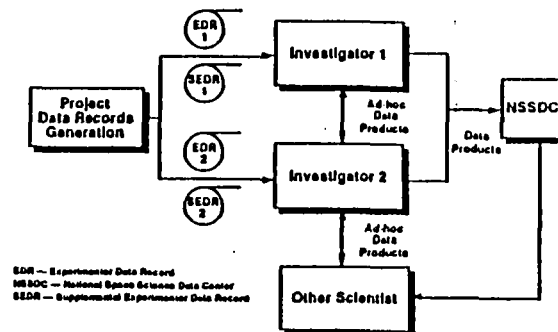 EDR
1
SEDR
1
Project
Data Records
Generation
EDR
2
SEDR
2
Investigator 1
Ad-hoc
Data
Products
Investigator 2
Ad-hoc
Data
Products
Other Scientist
Data
Products
NSSDC
EDR — Experimental Data Record
NSSDC — National Space Science Data Center
SEDR — Supplemental Experimenter Data Record